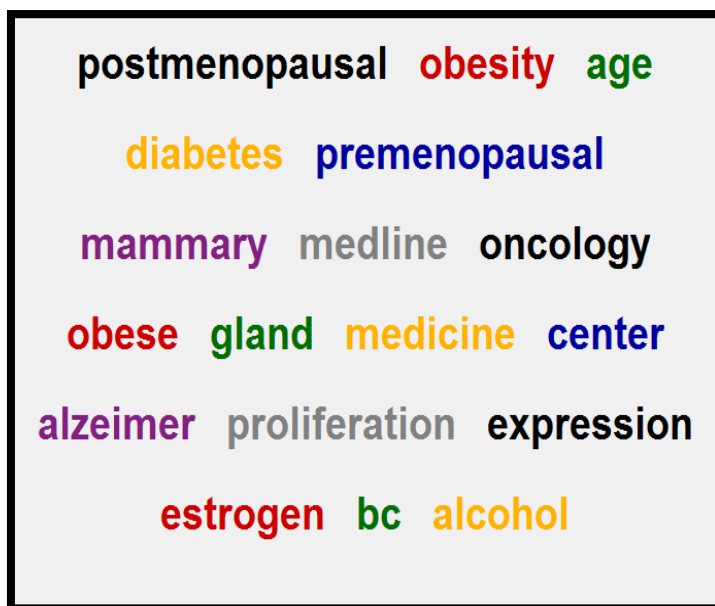 postmenopausal obesity age
diabetes premenopausal
mammary medline oncology
obese gland medicine center
alzeimer proliferation expression
estrogen bc alcohol